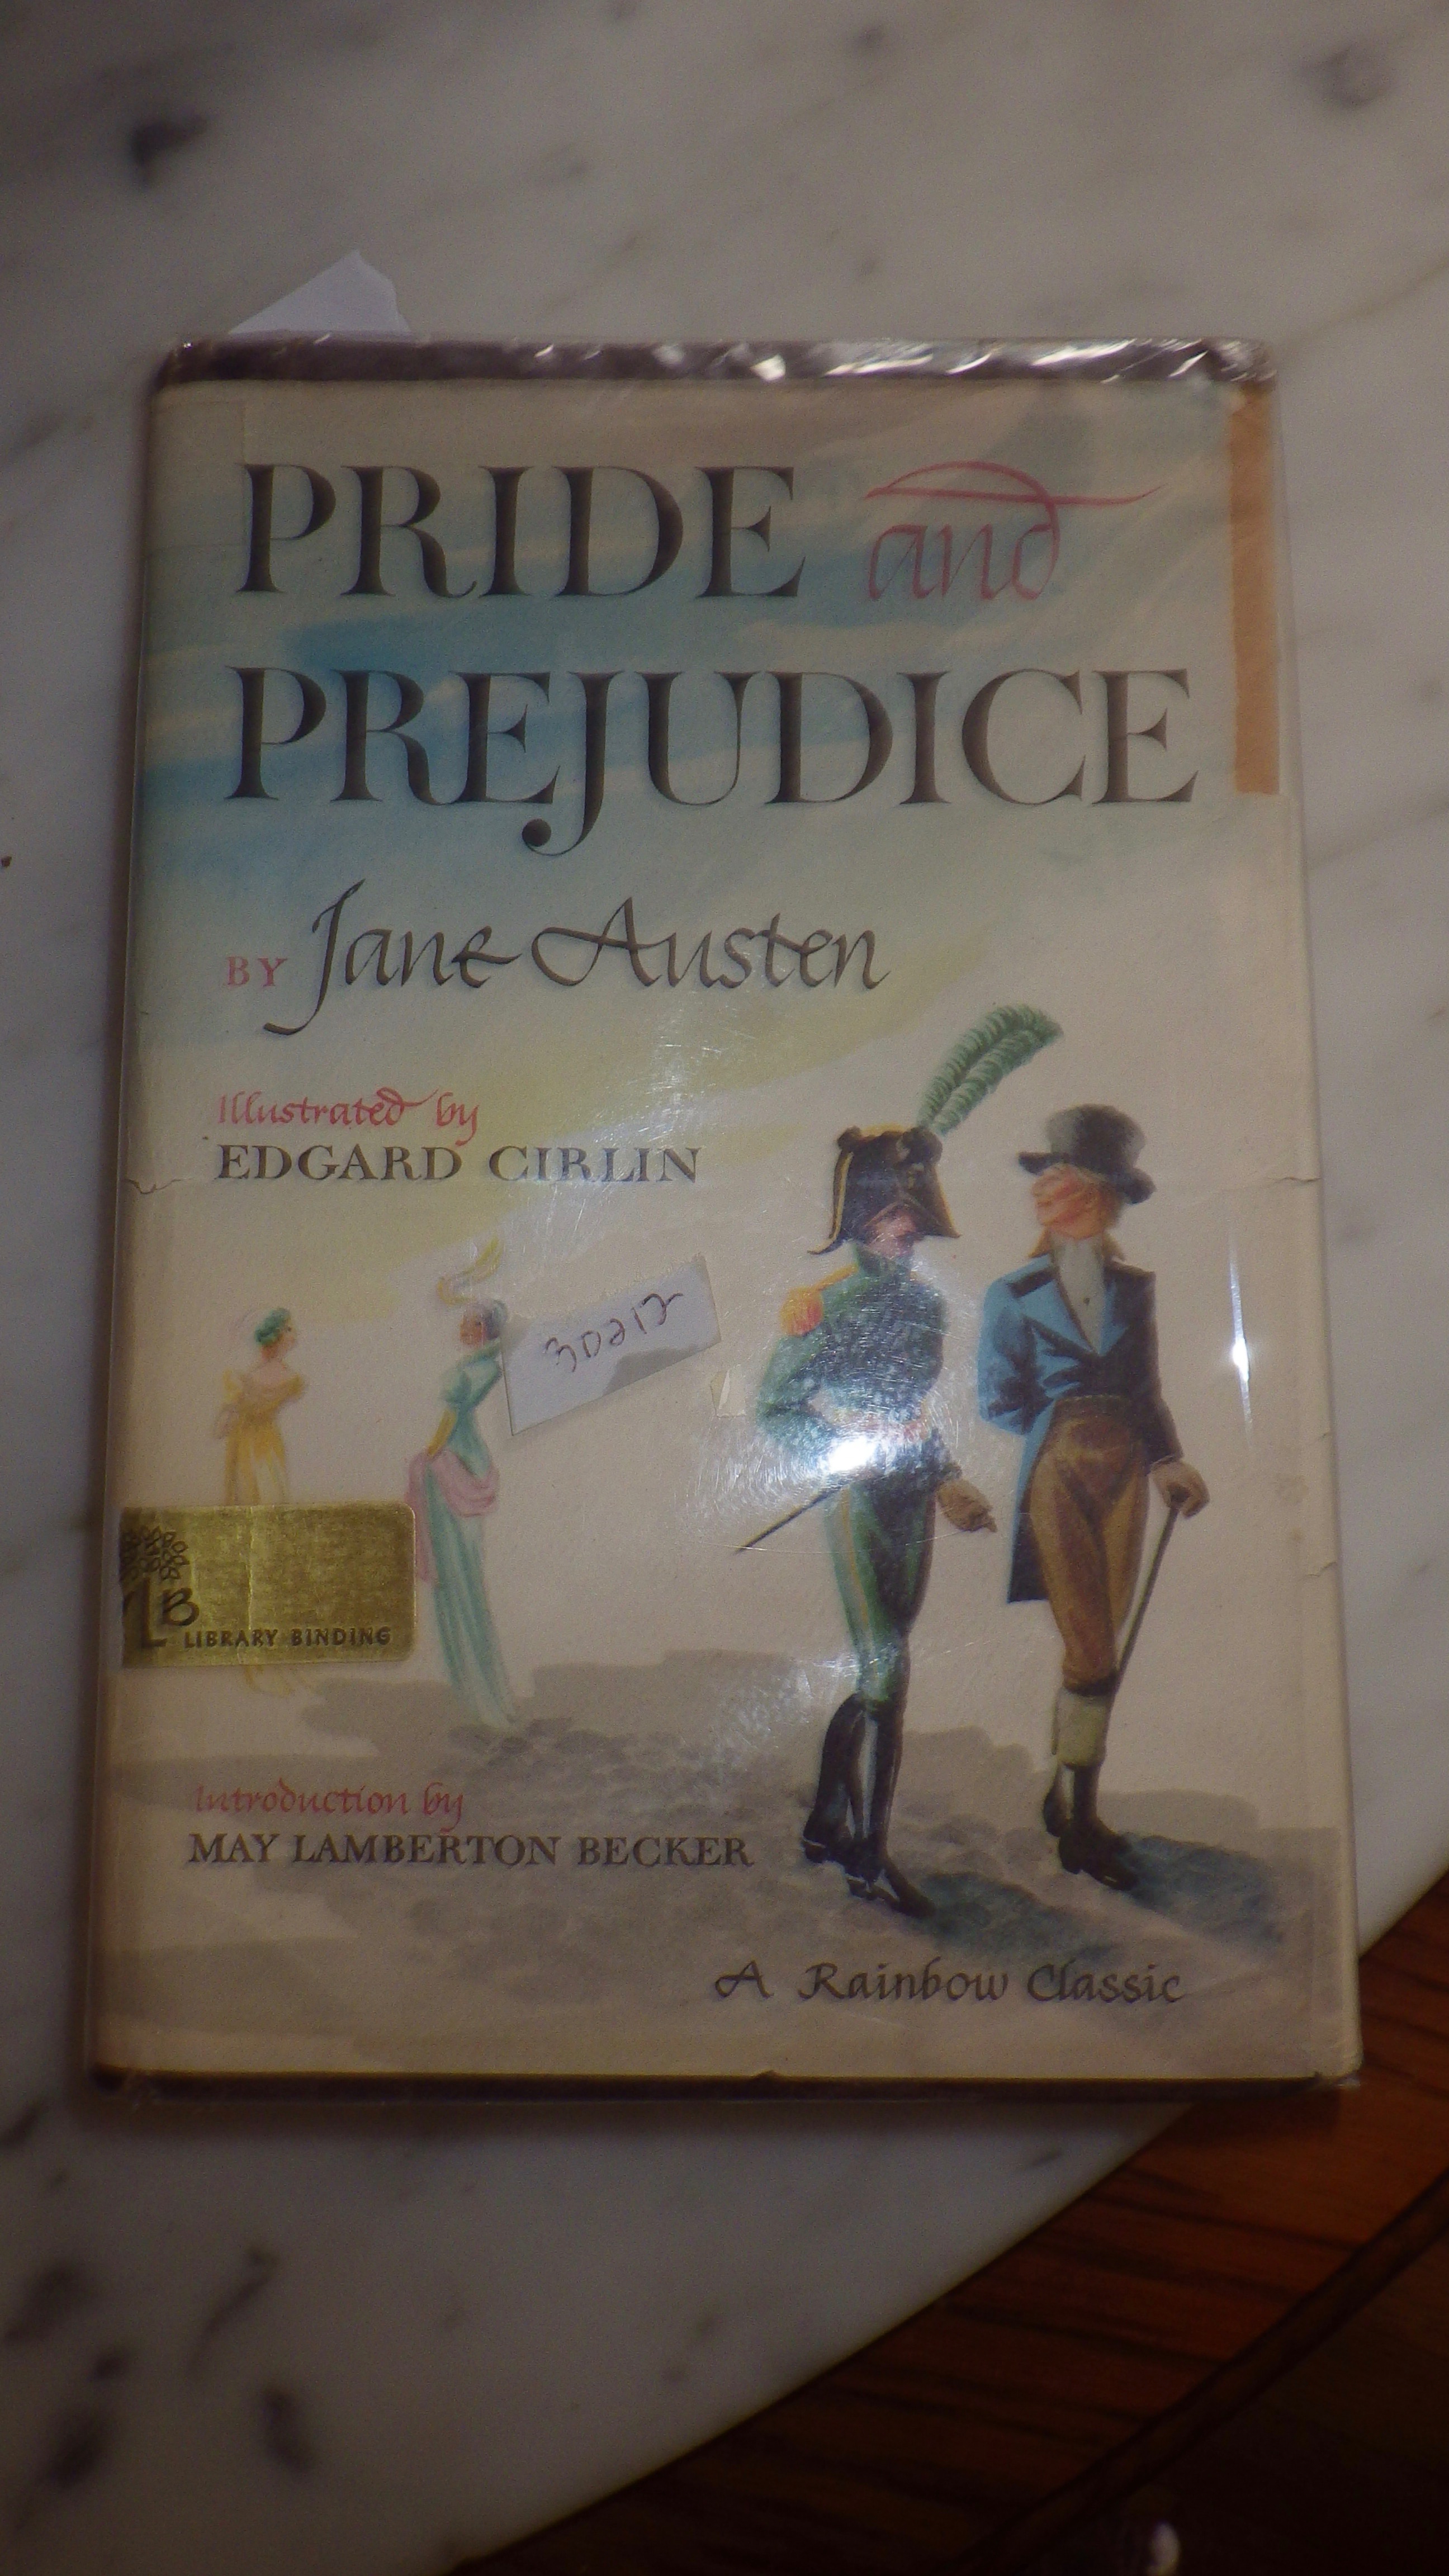 PRIDE and
PREJUDICE
BY Jane Austen
Illustrated by
EDGARD CIRLIN
30212
LB
LIBRARY BINDING
Introduction by
MAY LAMBERTON BECKER
A Rainbow Classic